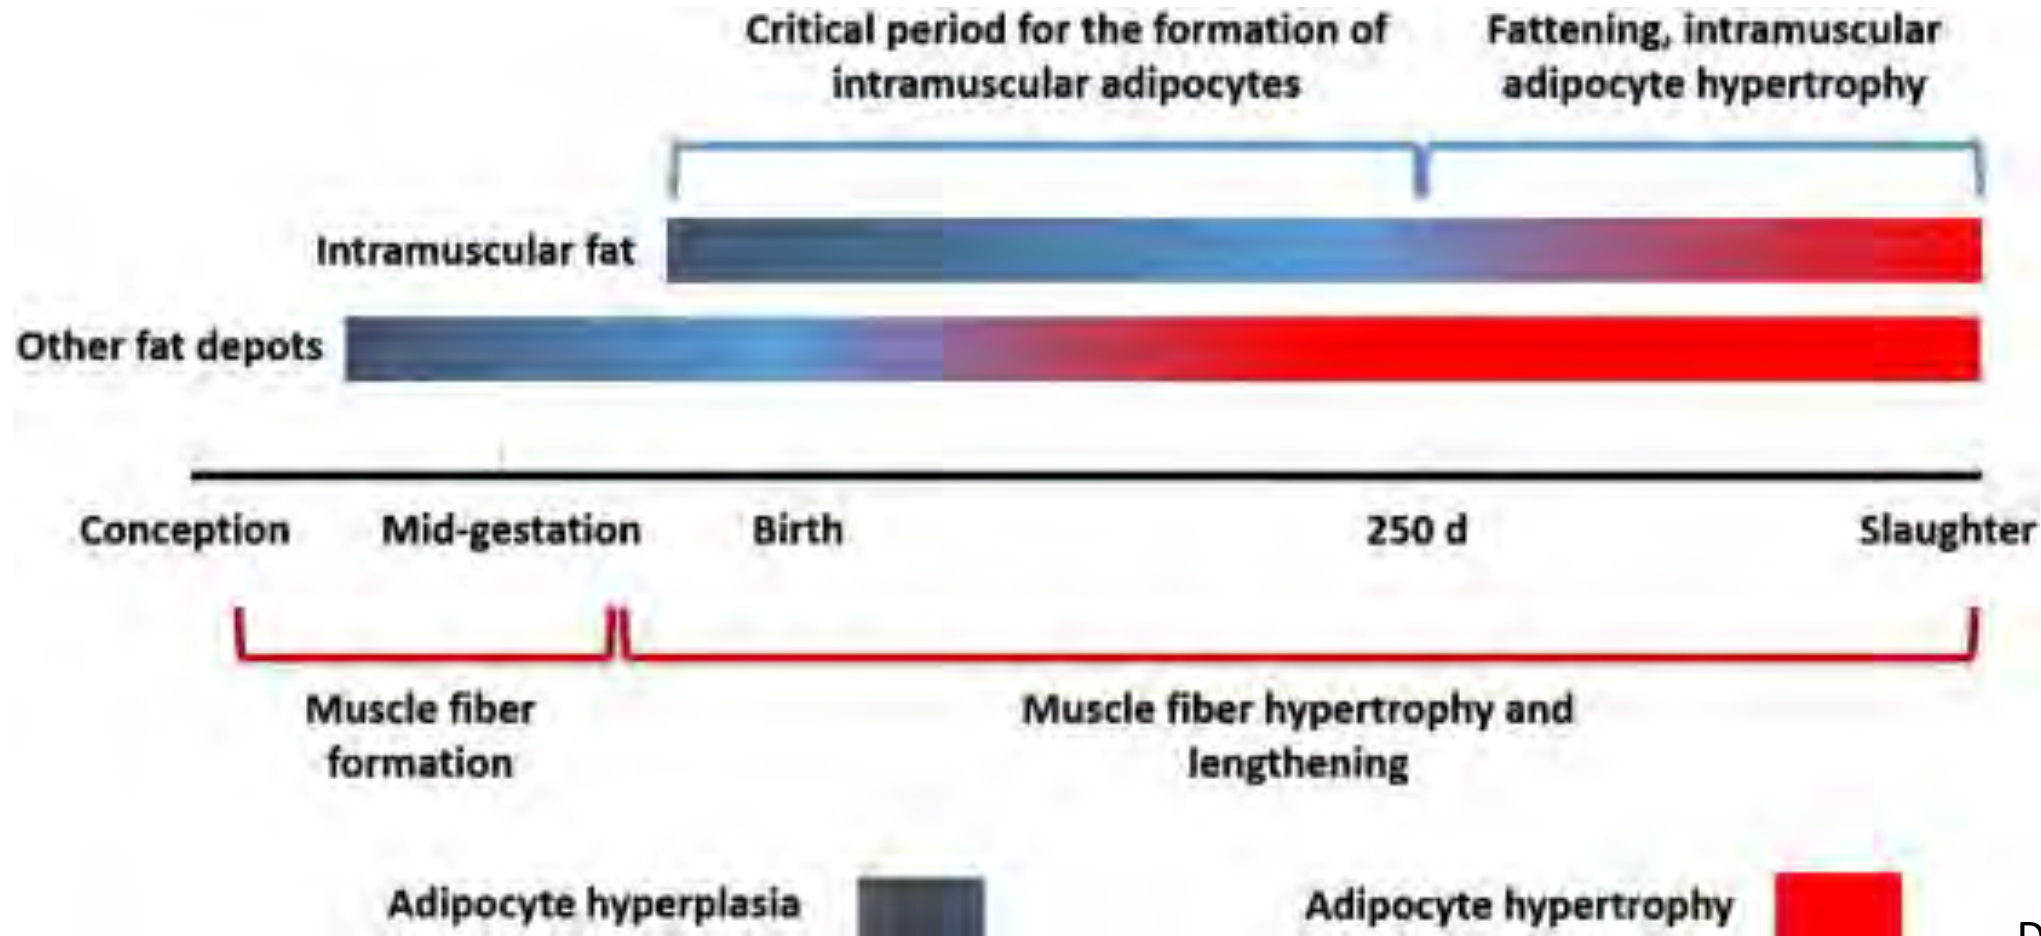 Critical period for the formation of
intramuscular adipocytes
Fattening, intramuscular
adipocyte hypertrophy
Intramuscular fat
Other fat depots
Conception
Mid-gestation
Birth
250 d
Slaughter
Muscle fiber
formation
Muscle fiber hypertrophy and
lengthening
Adipocyte hyperplasia
Adipocyte hypertrophy